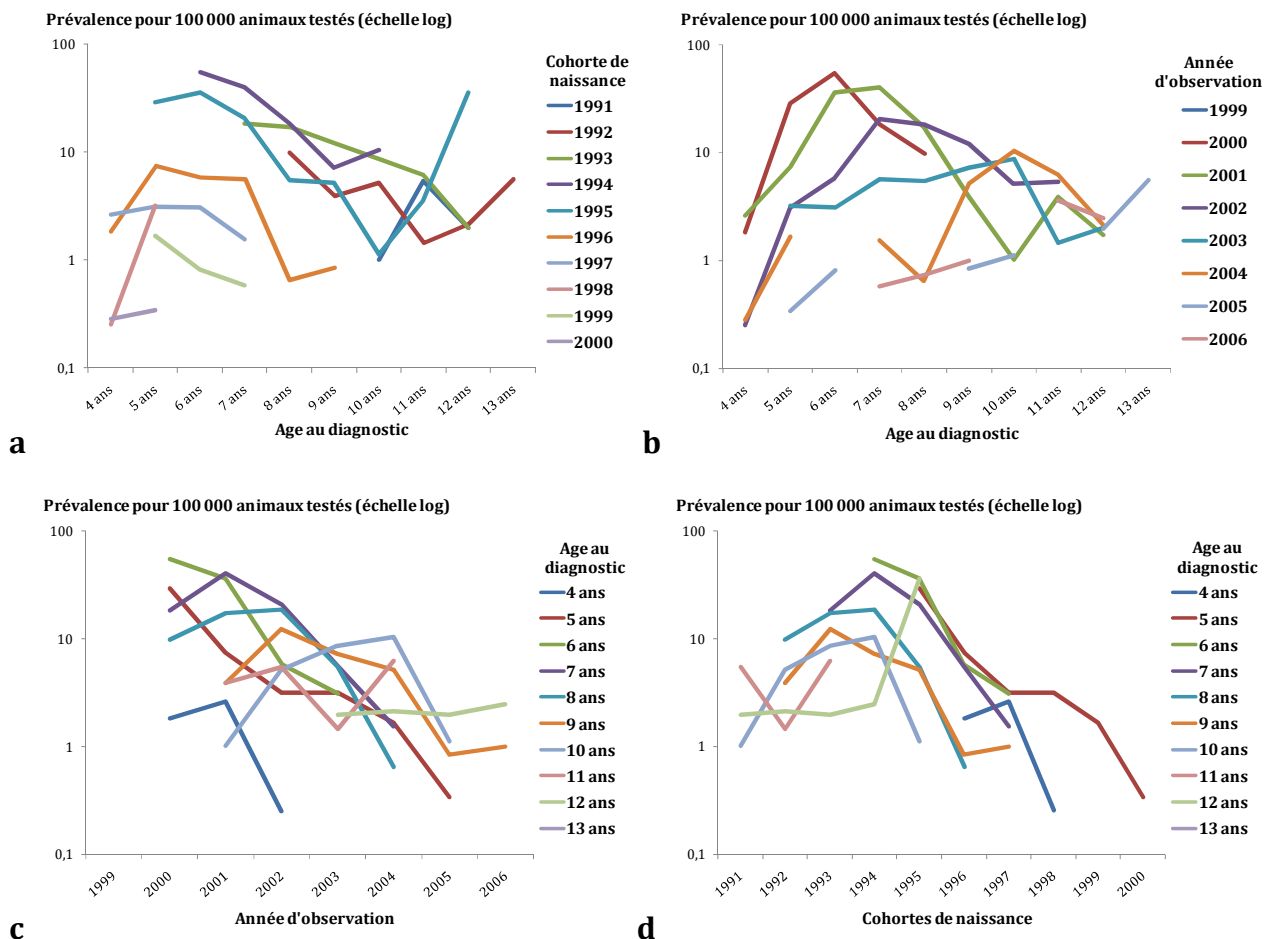 Prévalence pour 100 000 animaux testés (échelle log)
100
10
1
0,1
4 ans
5 ans
6 ans
7 ans
8 ans
9 ans
10 ans
11 ans
12 ans
13 ans
Age au diagnostic
Cohorte de
naissance
1991
1992
1993
1994
1995
1996
1997
1998
1999
2000
a
Prévalence pour 100 000 animaux testés (échelle log)
100
10
1
0,1
4 ans
5 ans
6 ans
7 ans
8 ans
9 ans
10 ans
11 ans
12 ans
13 ans
Age au diagnostic
Année
d'observation
1999
2000
2001
2002
2003
2004
2005
2006
b
Prévalence pour 100 000 animaux testés (échelle log)
100
10
1
0,1
1999
2000
2001
2002
2003
2004
2005
2006
Année d'observation
Age au
diagnostic
4 ans
5 ans
6 ans
7 ans
8 ans
9 ans
10 ans
11 ans
12 ans
13 ans
c
Prévalence pour 100 000 animaux testés (échelle log)
100
10
1
0,1
1991
1992
1993
1994
1995
1996
1997
1998
1999
2000
Cohortes de naissance
Age au
diagnostic
4 ans
5 ans
6 ans
7 ans
8 ans
9 ans
10 ans
11 ans
12 ans
13 ans
d